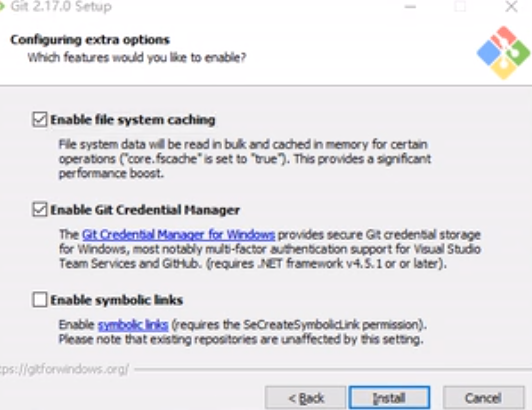 Git 2.17.0 Setup
Configuring extra options
Which features would you like to enable?
Enable file system caching
File system data will be read in bulk and cached in memory for certain
operations ("core.fscache" is set to "true"). This provides a significant
performance boost.
Enable Git Credential Manager
The Git Credential Manager for Windows provides secure Git credential storage
for Windows, most notably multi-factor authentication support for Visual Studio
Team Services and GitHub. (requires .NET framework v4.5.1 or or later).
Enable symbolic links
Enable symbolic links (requires the SeCreateSymbolicLink permission).
Please note that existing repositories are unaffected by this setting.
ps://gitforwindows.org/
< Back
Install
Cancel